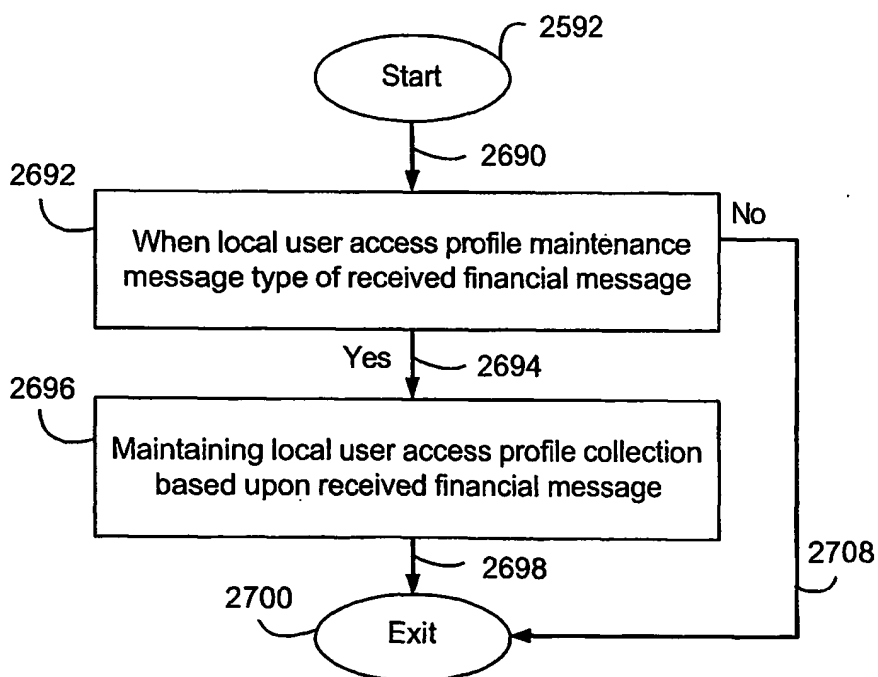 2592
Start
2690
2692
No
When local user access profile maintenance
message type of received financial message
Yes
2694
2696
Maintaining local user access profile collection
based upon received financial message
2698
2708
2700
Exit